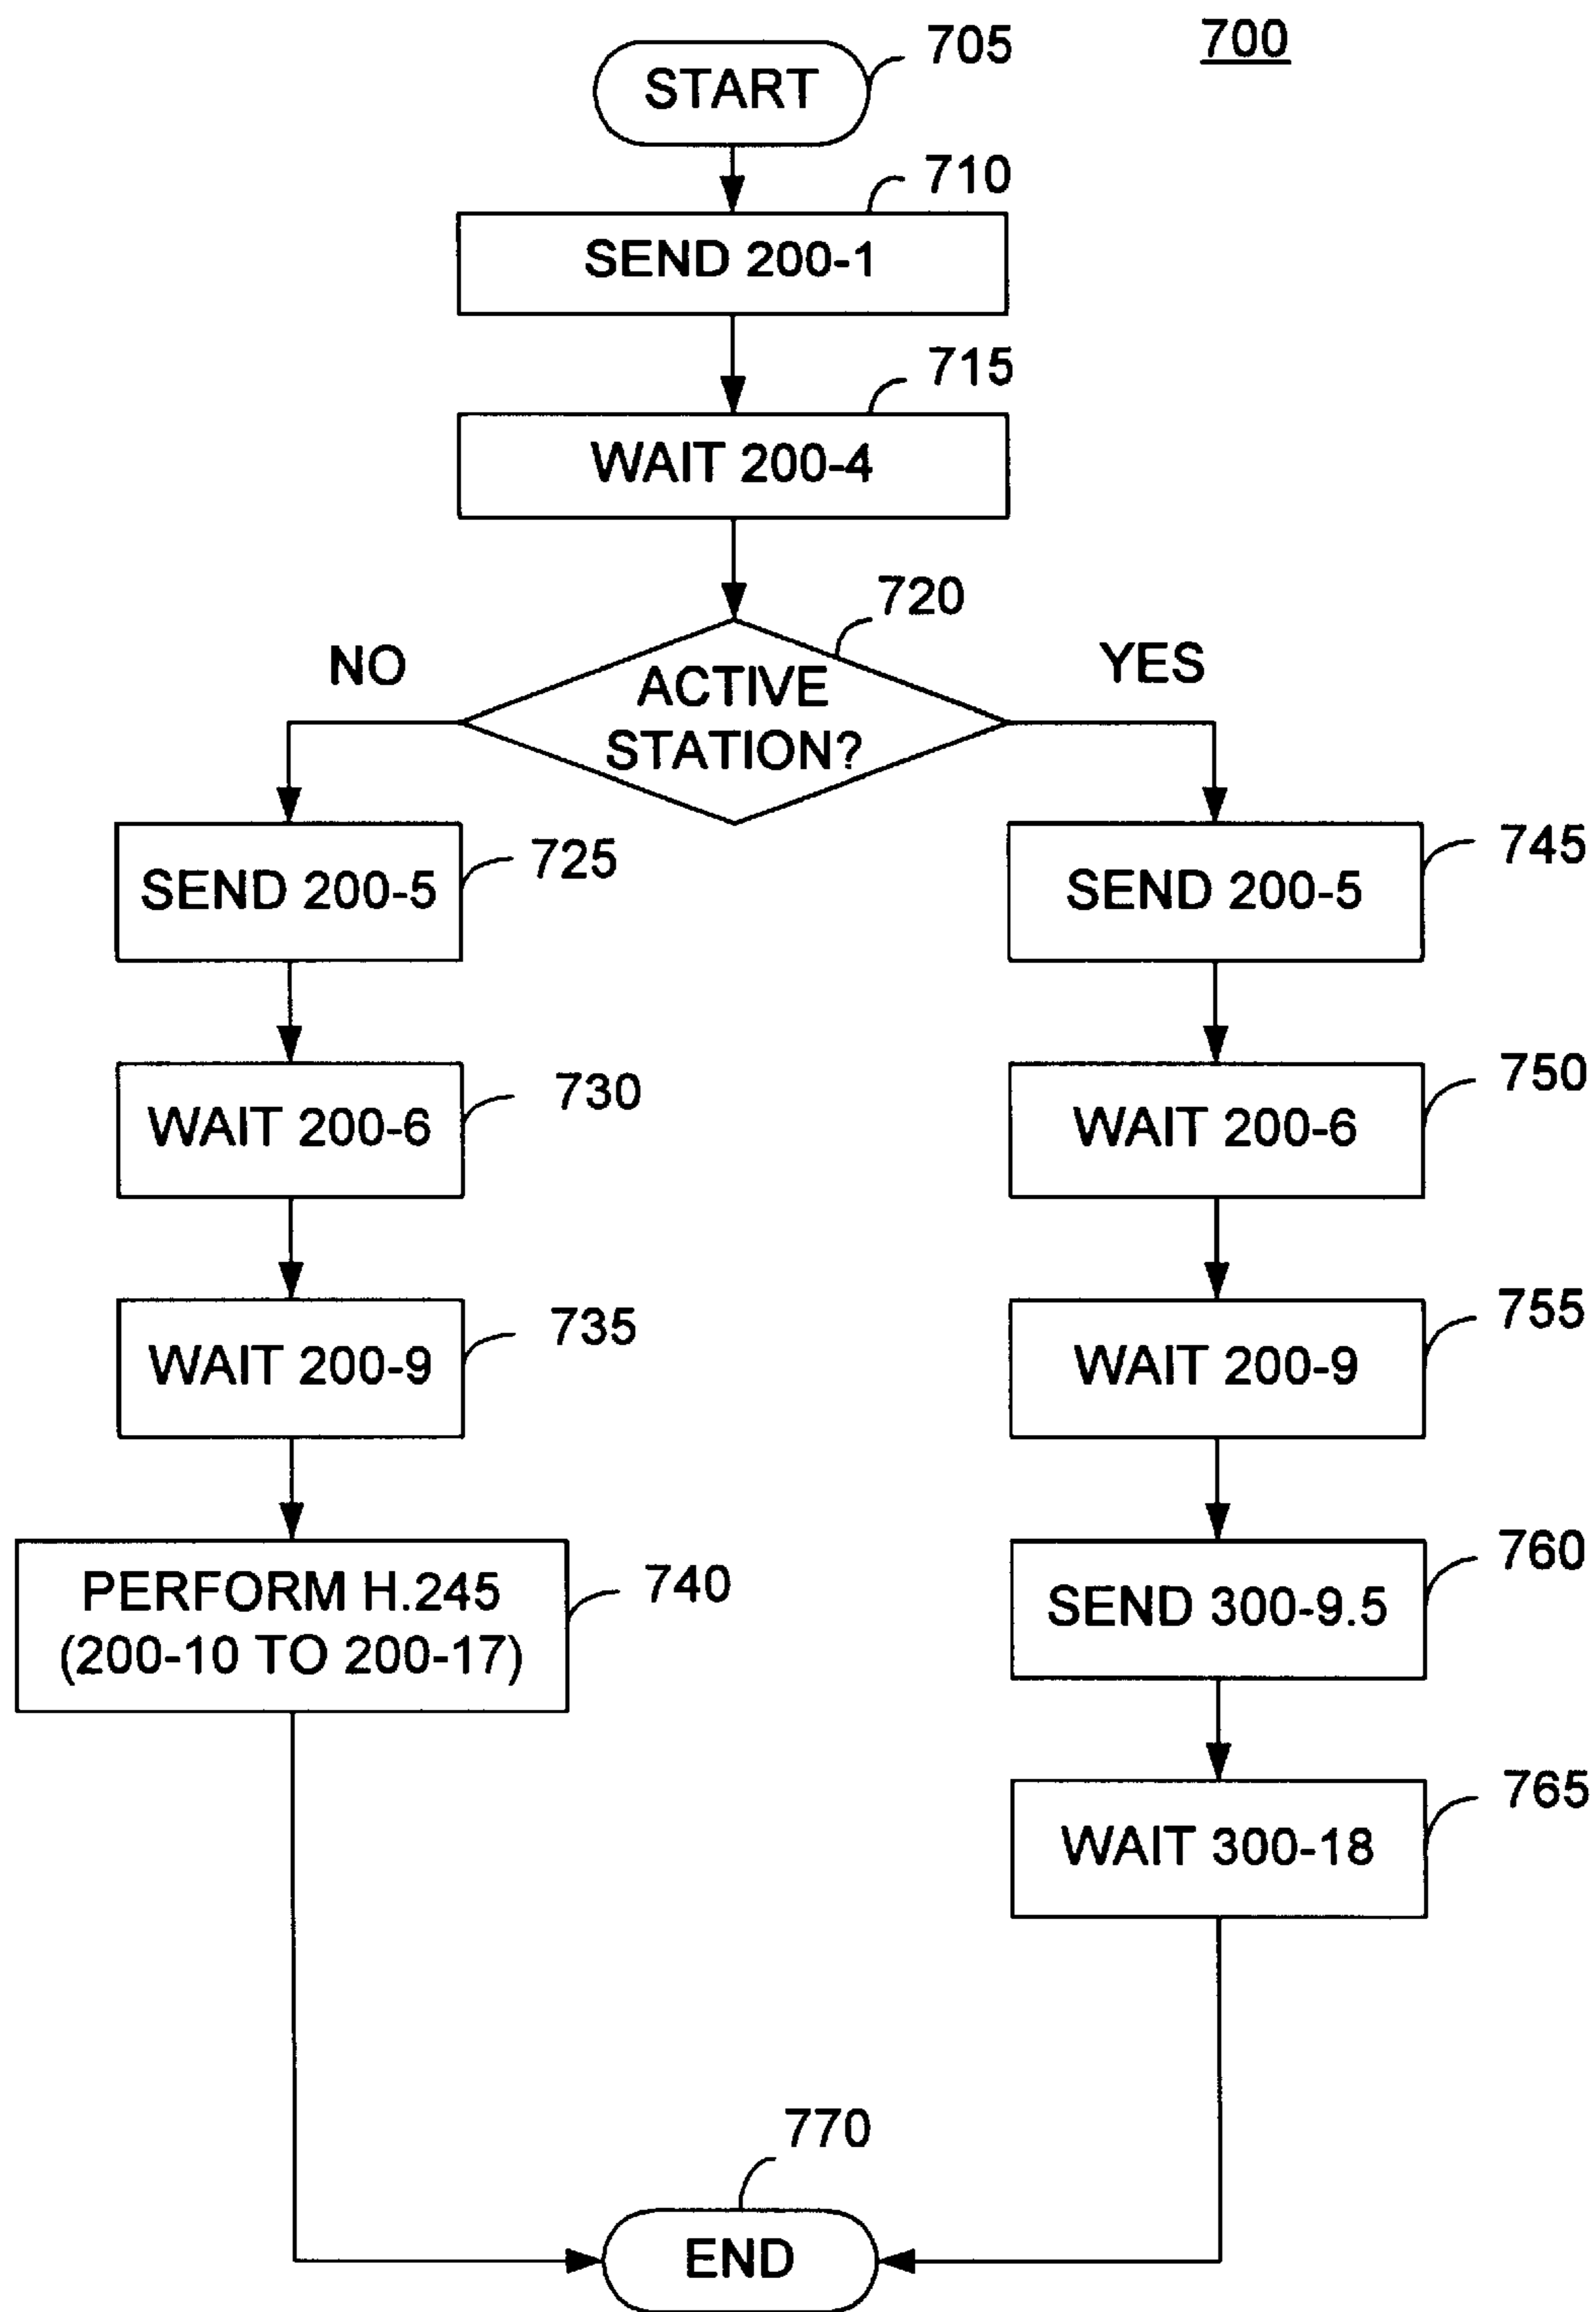 700
START
705
710
SEND 200-1
715
WAIT 200-4
720
NO
YES
ACTIVE
STATION?
SEND 200-5
725
SEND 200-5
745
WAIT 200-6
730
WAIT 200-6
750
WAIT 200-9
735
WAIT 200-9
755
PERFORM H.245
(200-10 TO 200-17)
740
SEND 300-9.5
760
WAIT 300-18
765
770
END